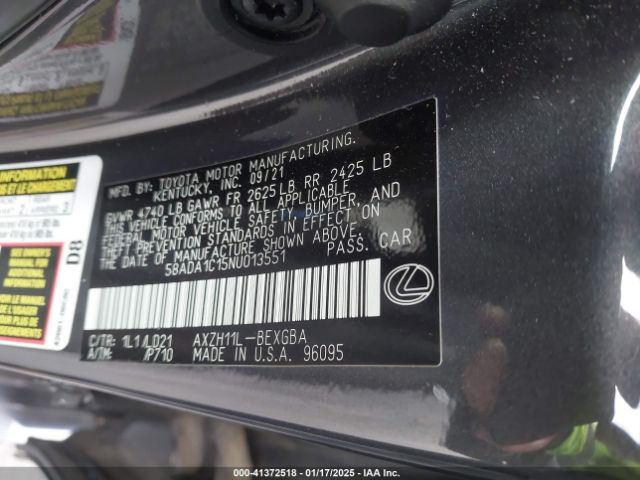 MFD. BY: TOYOTA MOTOR MANUFACTURING.
KENTUCKY, INC. 09/21
GVWR 4740 LB GAWR FR 2625 LB RR 2425 LB
THIS VEHICLE CONFORMS TO ALL APPLICABLE
FEDERAL MOTOR VEHICLE SAFETY, BUMPER, AND
THEFT PREVENTION STANDARDS IN EFFECT ON
THE DATE OF MANUFACTURE SHOWN ABOVE.
58ADA1C15NU013551 PASS. CAR
C/TR: 1L1/LD21 AXZH11L-BEXGBA
A/TM: /P710 MADE IN U.S.A. 96095
D8
000-41372518 - 01/17/2025 - IAA Inc.